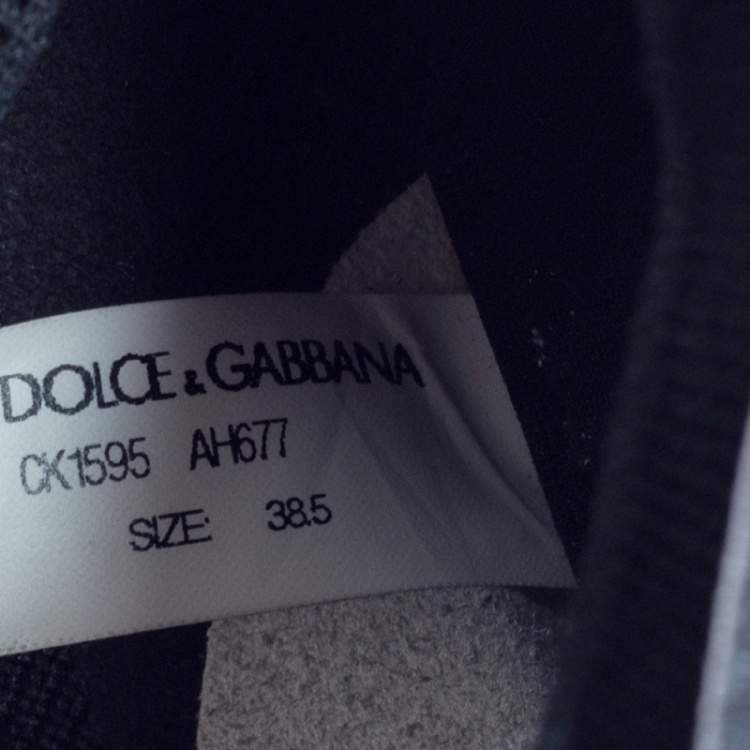 DOLCE & GABBANA
CK1595 AH677
SIZE: 38.5